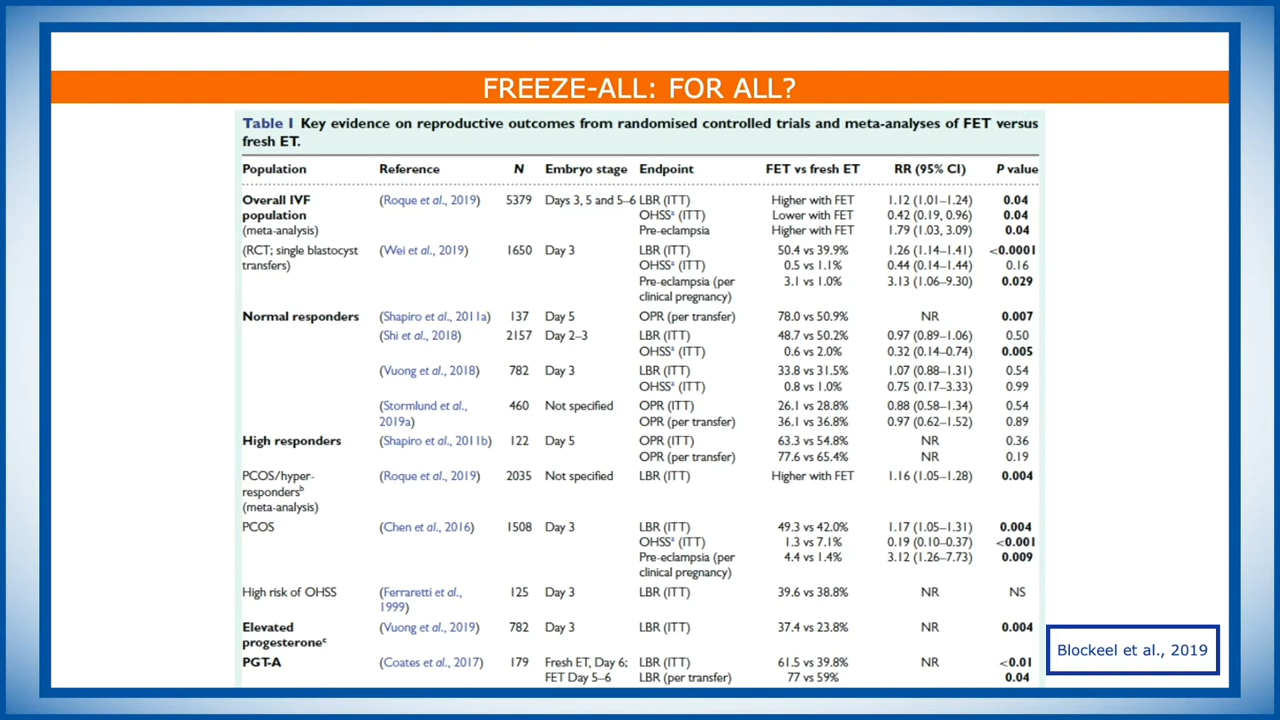 FREEZE-ALL: FOR ALL?
Table I Key evidence on reproductive outcomes from randomised controlled trials and meta-analyses of FET versus
fresh ET.
Population Reference N Embryo stage Endpoint FET vs fresh ET RR (95% CI) P value
Overall IVF (Roque et al., 2019) 5379 Days 3, 5 and 5–6 LBR (ITT) Higher with FET 1.12 (1.01–1.24) 0.04
population OHSSᵃ (ITT) Lower with FET 0.42 (0.19, 0.96) 0.04
(meta-analysis) Pre-eclampsia Higher with FET 1.79 (1.03, 3.09) 0.04
(RCT; single blastocyst (Wei et al., 2019) 1650 Day 3 LBR (ITT) 50.4 vs 39.9% 1.26 (1.14–1.41) <0.0001
transfers) OHSSᵃ (ITT) 0.5 vs 1.1% 0.44 (0.14–1.44) 0.16
Pre-eclampsia (per 3.1 vs 1.0% 3.13 (1.06–9.30) 0.029
clinical pregnancy)
Normal responders (Shapiro et al., 2011a) 137 Day 5 OPR (per transfer) 78.0 vs 50.9% NR 0.007
(Shi et al., 2018) 2157 Day 2–3 LBR (ITT) 48.7 vs 50.2% 0.97 (0.89–1.06) 0.50
OHSSᵃ (ITT) 0.6 vs 2.0% 0.32 (0.14–0.74) 0.005
(Vuong et al., 2018) 782 Day 3 LBR (ITT) 33.8 vs 31.5% 1.07 (0.88–1.31) 0.54
OHSSᵃ (ITT) 0.8 vs 1.0% 0.75 (0.17–3.33) 0.99
(Stormlund et al., 460 Not specified OPR (ITT) 26.1 vs 28.8% 0.88 (0.58–1.34) 0.54
2019a) OPR (per transfer) 36.1 vs 36.8% 0.97 (0.62–1.52) 0.89
High responders (Shapiro et al., 2011b) 122 Day 5 OPR (ITT) 63.3 vs 54.8% NR 0.36
OPR (per transfer) 77.6 vs 65.4% NR 0.19
PCOS/hyper- (Roque et al., 2019) 2035 Not specified LBR (ITT) Higher with FET 1.16 (1.05–1.28) 0.004
respondersᵇ
(meta-analysis)
PCOS (Chen et al., 2016) 1508 Day 3 LBR (ITT) 49.3 vs 42.0% 1.17 (1.05–1.31) 0.004
OHSSᵃ (ITT) 1.3 vs 7.1% 0.19 (0.10–0.37) <0.001
Pre-eclampsia (per 4.4 vs 1.4% 3.12 (1.26–7.73) 0.009
clinical pregnancy)
High risk of OHSS (Ferraretti et al., 125 Day 3 LBR (ITT) 39.6 vs 38.8% NR NS
1999)
Elevated (Vuong et al., 2019) 782 Day 3 LBR (ITT) 37.4 vs 23.8% NR 0.004
progesteroneᶜ
PGT-A (Coates et al., 2017) 179 Fresh ET, Day 6; LBR (ITT) 61.5 vs 39.8% NR <0.01
FET Day 5–6 LBR (per transfer) 77 vs 59% 0.04
Blockeel et al., 2019